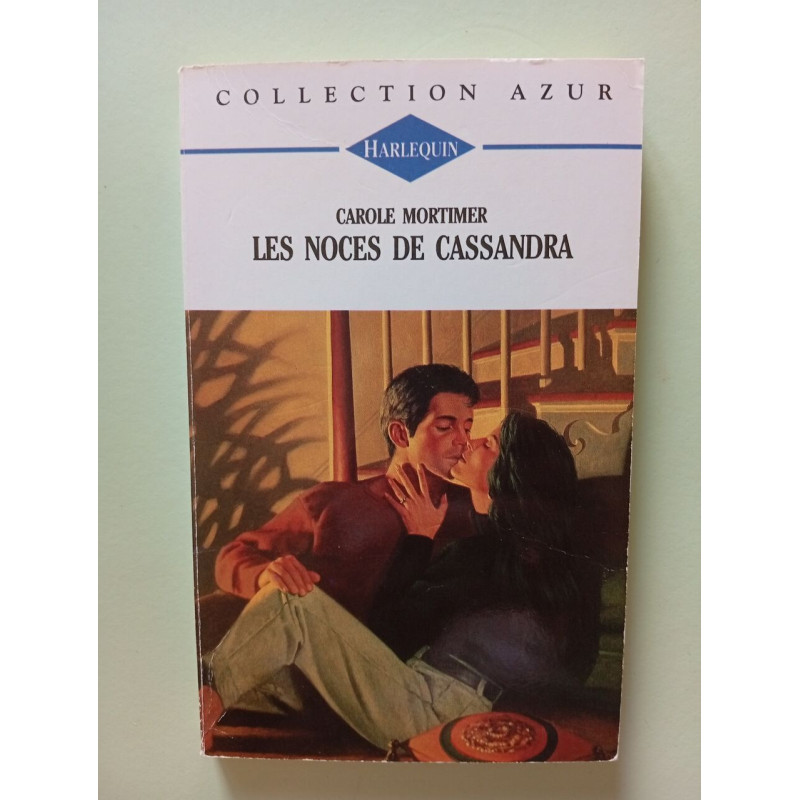 COLLECTION AZUR
HARLEQUIN
CAROLE MORTIMER
LES NOCES DE CASSANDRA